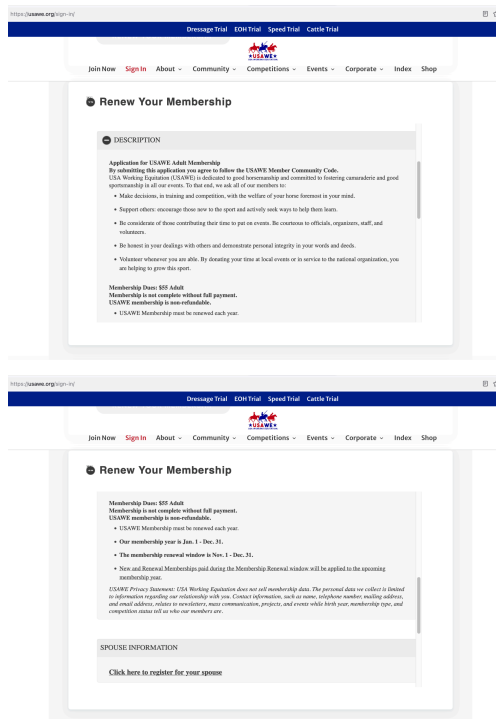 https://usawe.org/sign-in/
Dressage Trial EOH Trial Speed Trial Cattle Trial
★USAWE★
Join Now Sign In About Community Competitions Events Corporate Index Shop
Renew Your Membership
DESCRIPTION
Application for USAWE Adult Membership
By submitting this application you agree to follow the USAWE Member Community Code.
USA Working Equitation (USAWE) is dedicated to good horsemanship and committed to fostering camaraderie and good
sportsmanship in all our events. To that end, we ask all of our members to:
• Make decisions, in training and competition, with the welfare of your horse foremost in your mind.
• Support others: encourage those new to the sport and actively seek ways to help them learn.
• Be considerate of those contributing their time to put on events. Be courteous to officials, organizers, staff, and
volunteers.
• Be honest in your dealings with others and demonstrate personal integrity in your words and deeds.
• Volunteer whenever you are able. By donating your time at local events or in service to the national organization, you
are helping to grow this sport.
Membership Dues: $55 Adult
Membership is not complete without full payment.
USAWE membership is non-refundable.
• USAWE Membership must be renewed each year.
https://usawe.org/sign-in/
Dressage Trial EOH Trial Speed Trial Cattle Trial
★USAWE★
Join Now Sign In About Community Competitions Events Corporate Index Shop
Renew Your Membership
Membership Dues: $55 Adult
Membership is not complete without full payment.
USAWE membership is non-refundable.
• USAWE Membership must be renewed each year.
• Our membership year is Jan. 1 - Dec. 31.
• The membership renewal window is Nov. 1 - Dec. 31.
• New and Renewal Memberships paid during the Membership Renewal window will be applied to the upcoming
membership year.
USAWE Privacy Statement: USA Working Equitation does not sell membership data. The personal data we collect is limited
to information regarding our relationship with you. Contact information, such as name, telephone number, mailing address,
and email address, relates to newsletters, mass communication, projects, and events while birth year, membership type, and
competition status tell us who our members are.
SPOUSE INFORMATION
Click here to register for your spouse